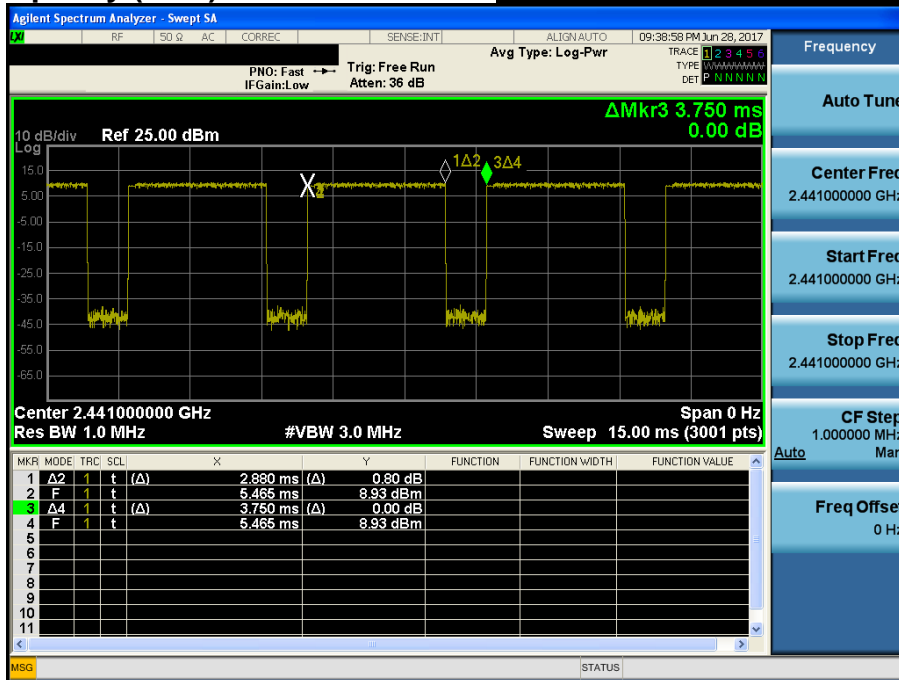 Agilent Spectrum Analyzer - Swept SA
LXI RF 50 Ω AC CORREC SENSE:INT ALIGN AUTO 09:38:58 PM Jun 28, 2017
Avg Type: Log-Pwr TRACE 1 2 3 4 5 6
PNO: Fast Trig: Free Run TYPE WWWWWW
IFGain:Low Atten: 36 dB DET P N N N N N
ΔMkr3 3.750 ms
0.00 dB
10 dB/div Ref 25.00 dBm
Log
15.0
5.00
-5.00
-15.0
-25.0
-35.0
-45.0
-55.0
-65.0
1Δ2 3Δ4
Center 2.441000000 GHz Span 0 Hz
Res BW 1.0 MHz #VBW 3.0 MHz Sweep 15.00 ms (3001 pts)
MKR MODE TRC SCL X Y FUNCTION FUNCTION WIDTH FUNCTION VALUE
1 Δ2 1 t (Δ) 2.880 ms (Δ) 0.80 dB
2 F 1 t 5.465 ms 8.93 dBm
3 Δ4 1 t (Δ) 3.750 ms (Δ) 0.00 dB
4 F 1 t 5.465 ms 8.93 dBm
5
6
7
8
9
10
11
MSG STATUS
Frequency
Auto Tune
Center Freq
2.441000000 GHz
Start Freq
2.441000000 GHz
Stop Freq
2.441000000 GHz
CF Step
1.000000 MHz
Auto Man
Freq Offset
0 Hz